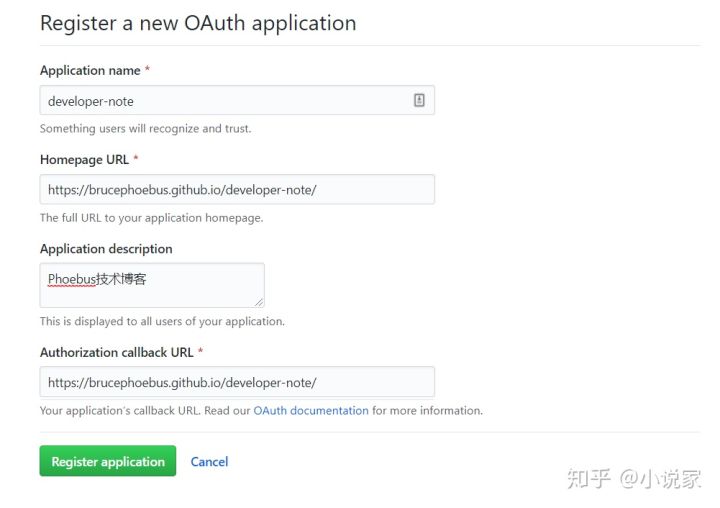 Register a new OAuth application
Application name *
developer-note
Something users will recognize and trust.
Homepage URL *
https://brucephoebus.github.io/developer-note/
The full URL to your application homepage.
Application description
Phoebus技术博客
This is displayed to all users of your application.
Authorization callback URL *
https://brucephoebus.github.io/developer-note/
Your application's callback URL. Read our OAuth documentation for more information.
Register application Cancel
知乎 @小说家